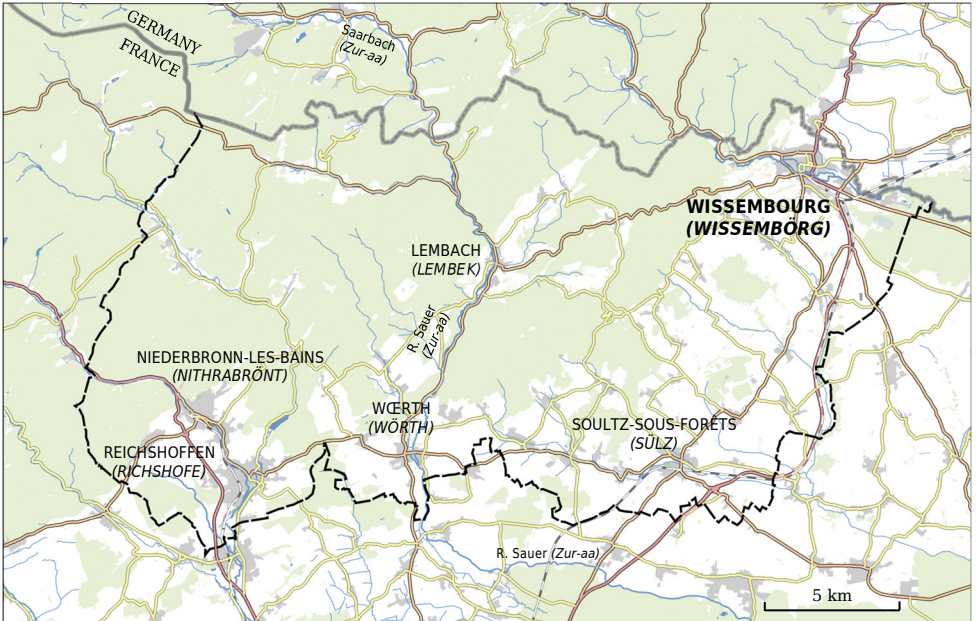 GERMANY
FRANCE
Saarbach
(Zur-aa)
WISSEMBOURG
(WISSEMBÖRG)
LEMBACH
(LEMBEK)
R. Sauer
(Zur-aa)
NIEDERBRONN-LES-BAINS
(NITHRABRÖNT)
WŒRTH
(WÖRTH)
SOULTZ-SOUS-FORÊTS
(SÜLZ)
REICHSHOFFEN
(RICHSHOFE)
R. Sauer (Zur-aa)
5 km